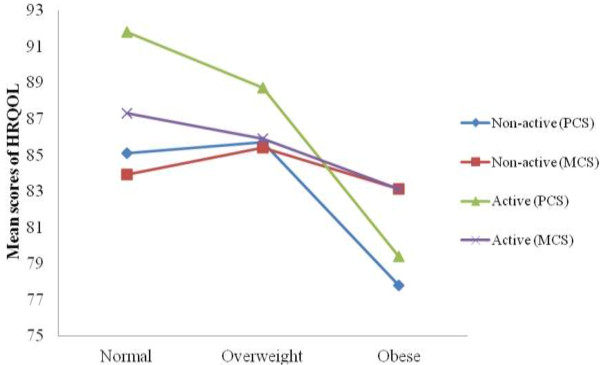 93
91
89
87
85
83
81
79
77
75
Mean scores of HRQOL
Normal
Overweight
Obese
Non-active (PCS)
Non-active (MCS)
Active (PCS)
Active (MCS)